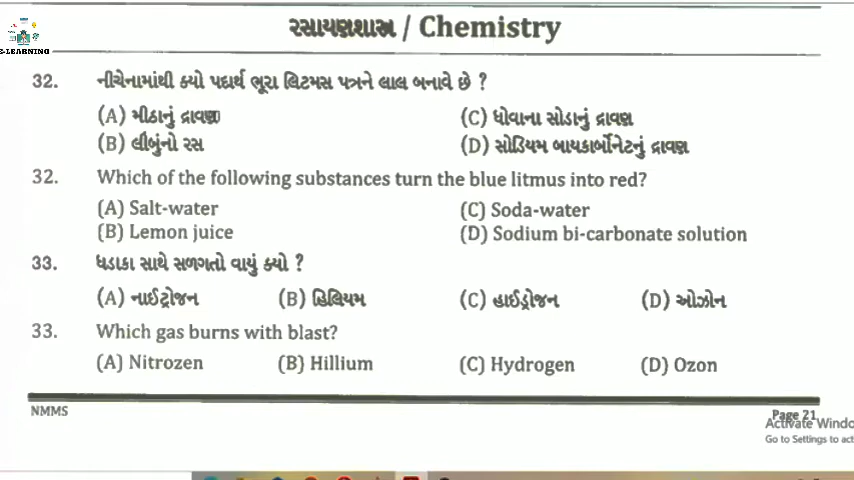 રસાયણશાસ્ત્ર / Chemistry
E-LEARNING
32. નીચેનામાંથી ક્યો પદાર્થ ભૂરા લિટમસ પત્રને લાલ બનાવે છે ?
(A) મીઠાનું દ્રાવણ (C) ધોવાના સોડાનું દ્રાવણ
(B) લીંબુંનો રસ (D) સોડિયમ બાયકાર્બોનેટનું દ્રાવણ
32. Which of the following substances turn the blue litmus into red?
(A) Salt-water (C) Soda-water
(B) Lemon juice (D) Sodium bi-carbonate solution
33. ધડાકા સાથે સળગતો વાયું ક્યો ?
(A) નાઈટ્રોજન (B) હિલિયમ (C) હાઈડ્રોજન (D) ઓઝોન
33. Which gas burns with blast?
(A) Nitrozen (B) Hillium (C) Hydrogen (D) Ozon
NMMS Page 21
Activate Windo
Go to Settings to act